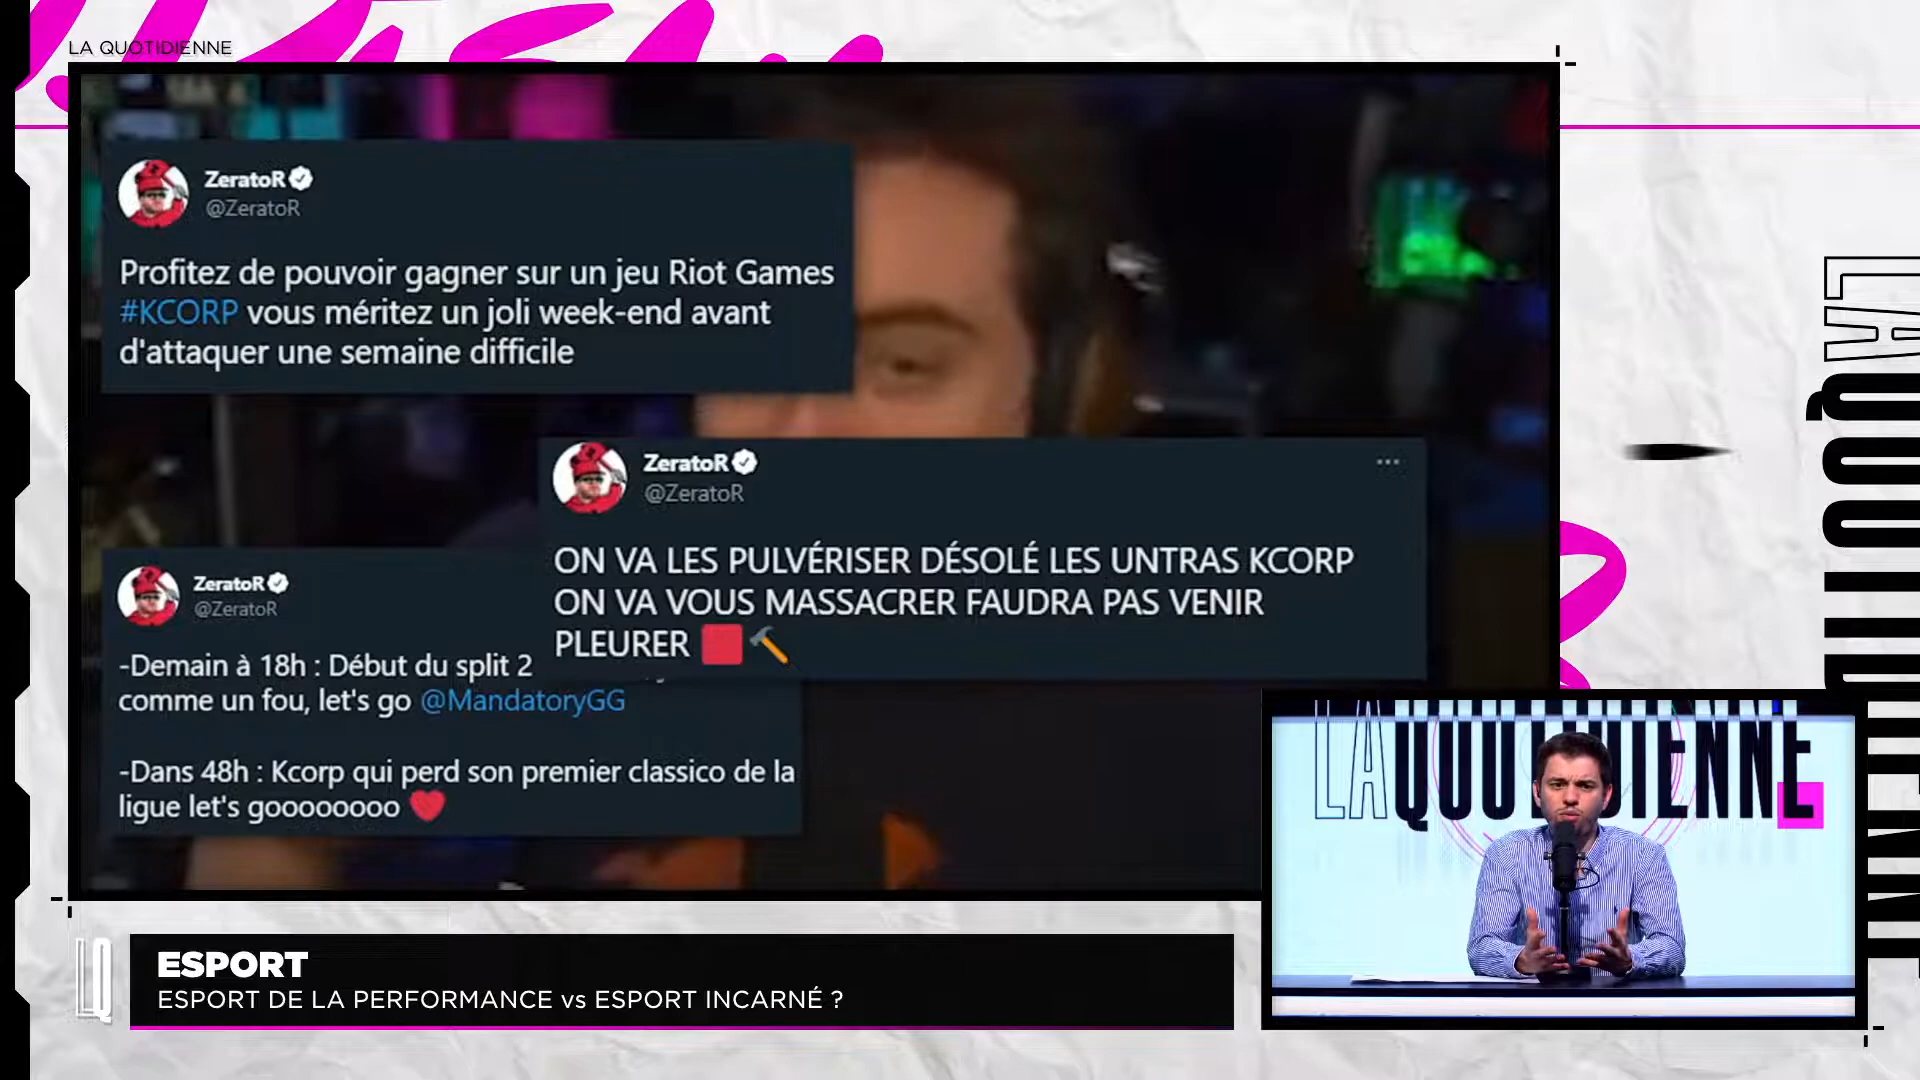 LA QUOTIDIENNE
ZeratoR
@ZeratoR
Profitez de pouvoir gagner sur un jeu Riot Games
#KCORP vous méritez un joli week-end avant
d'attaquer une semaine difficile
ZeratoR
@ZeratoR
ON VA LES PULVÉRISER DÉSOLÉ LES UNTRAS KCORP
ON VA VOUS MASSACRER FAUDRA PAS VENIR
PLEURER 🟥🔨
ZeratoR
@ZeratoR
-Demain à 18h : Début du split 2
comme un fou, let's go @MandatoryGG
-Dans 48h : Kcorp qui perd son premier classico de la
ligue let's goooooooo ❤️
LA QUOTIDIENNE
LAQUOTIDIENNE
LQ
ESPORT
ESPORT DE LA PERFORMANCE vs ESPORT INCARNÉ ?